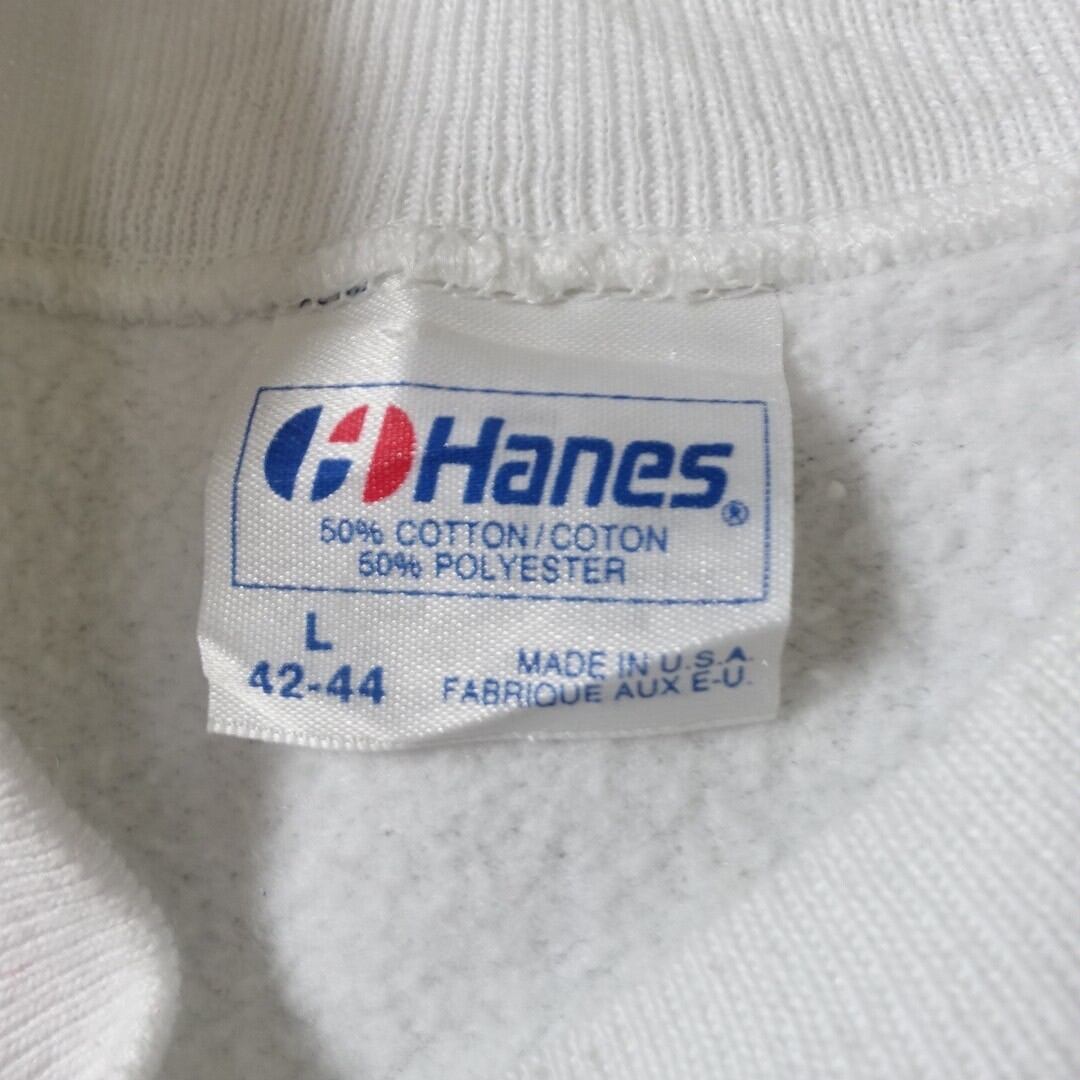 Hanes®
50% COTTON/COTON
50% POLYESTER
L
42-44
MADE IN U.S.A.
FABRIQUE AUX E-U.